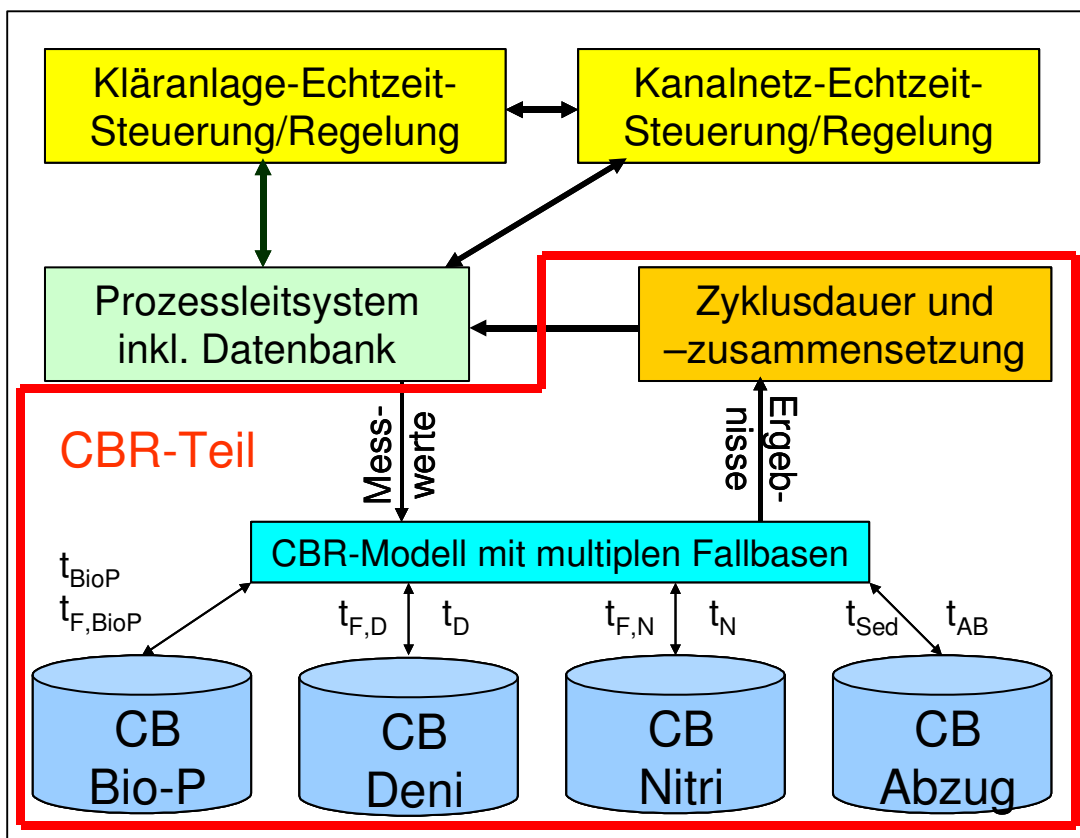 Kläranlage-Echtzeit-
Steuerung/Regelung
Kanalnetz-Echtzeit-
Steuerung/Regelung
Prozessleitsystem
inkl. Datenbank
Zyklusdauer und
–zusammensetzung
CBR-Teil
Mess-
werte
Ergeb-
nisse
CBR-Modell mit multiplen Fallbasen
t_BioP
t_F,BioP
t_F,D
t_D
t_F,N
t_N
t_Sed
t_AB
CB
Bio-P
CB
Deni
CB
Nitri
CB
Abzug